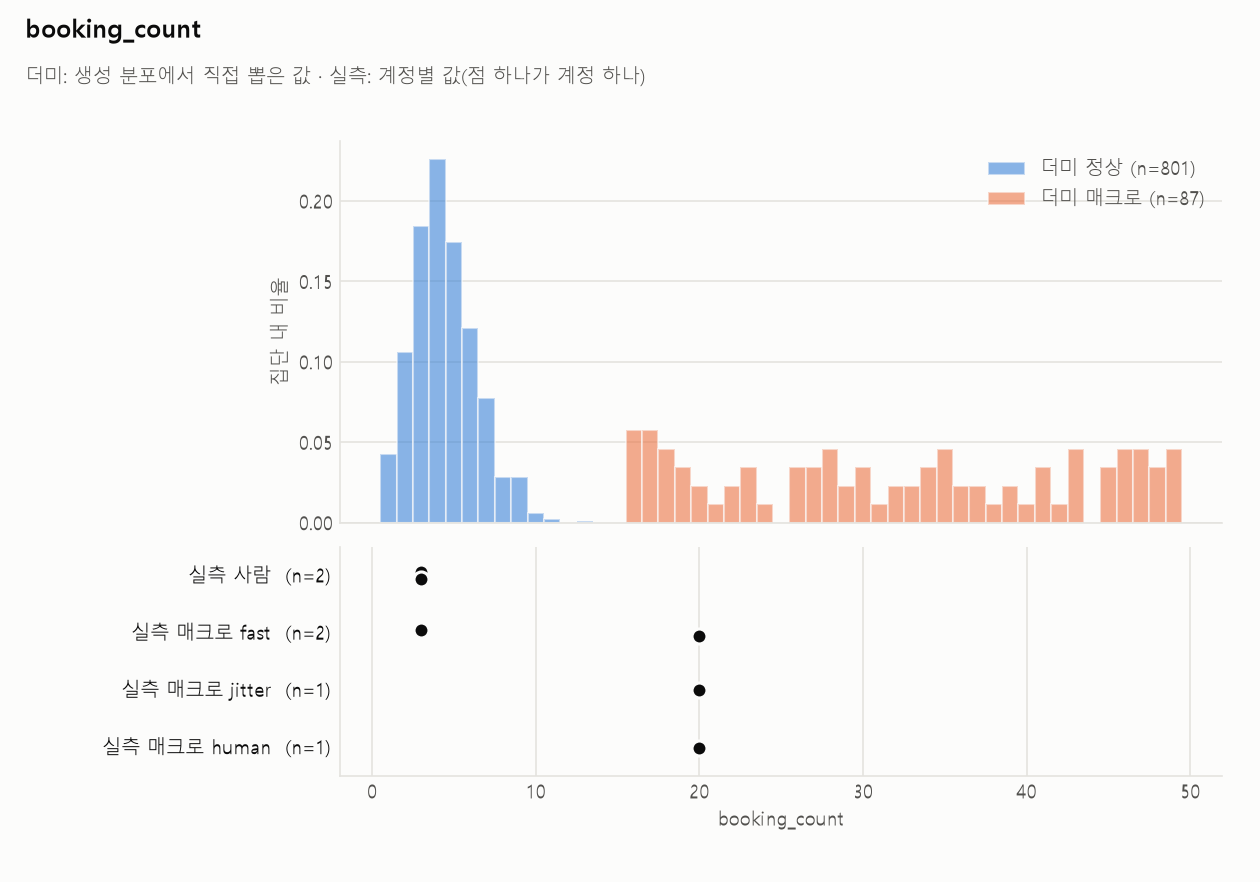 booking_count
더미: 생성 분포에서 직접 뽑은 값 · 실측: 계정별 값(점 하나가 계정 하나)
더미 정상 (n=801)
더미 매크로 (n=87)
집단 내 비율
0.20
0.15
0.10
0.05
0.00
실측 사람 (n=2)
실측 매크로 fast (n=2)
실측 매크로 jitter (n=1)
실측 매크로 human (n=1)
0 10 20 30 40 50
booking_count